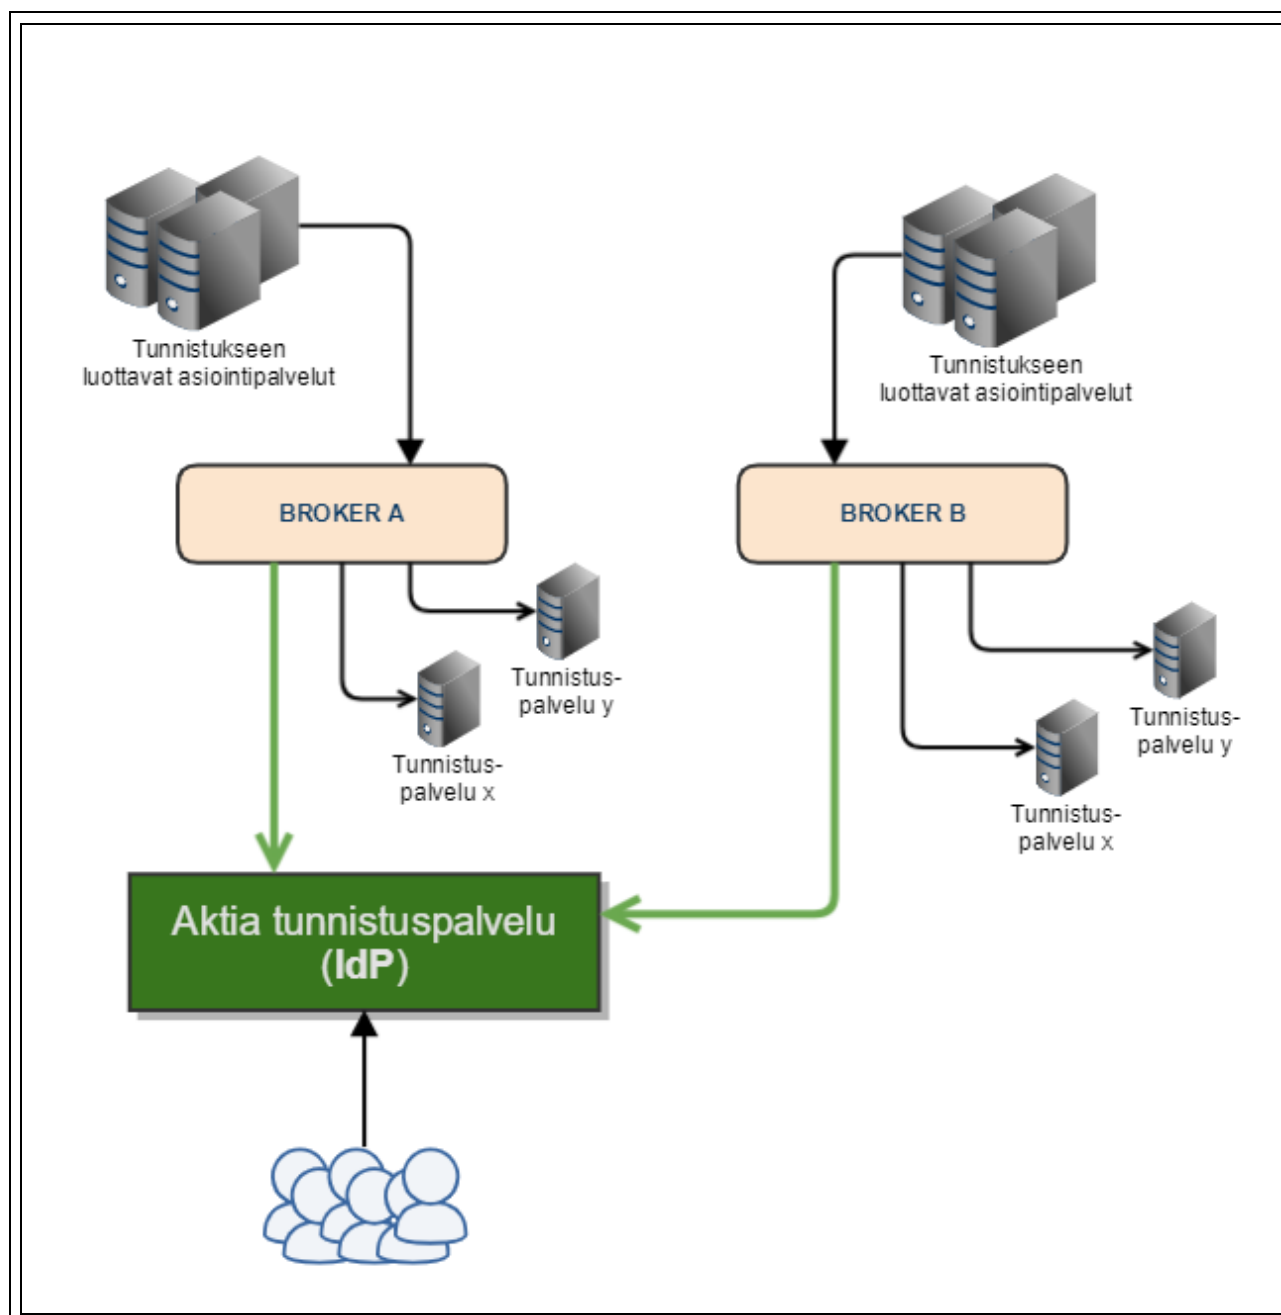 Tunnistukseen
luottavat asiointipalvelut
Tunnistukseen
luottavat asiointipalvelut
BROKER A
BROKER B
Tunnistus-
palvelu y
Tunnistus-
palvelu x
Tunnistus-
palvelu y
Tunnistus-
palvelu x
Aktia tunnistuspalvelu
(IdP)